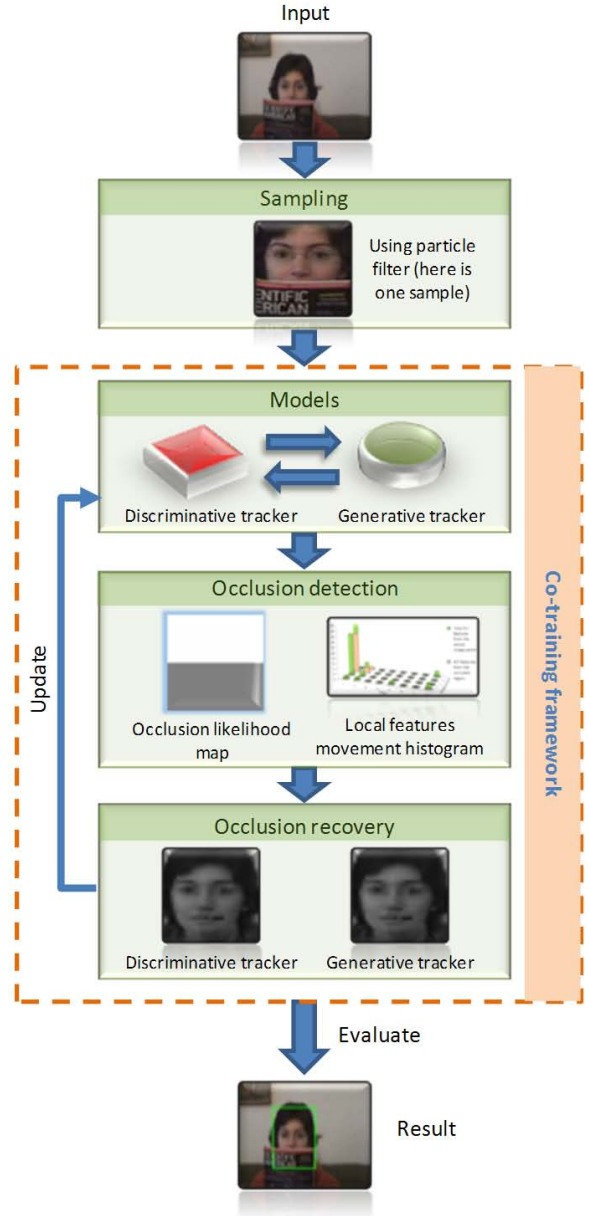 Input
Sampling
Using particle
filter (here is
one sample)
ENTIFIC
ERICAN
Models
Discriminative tracker
Generative tracker
Occlusion detection
Occlusion likelihood
map
Local features
movement histogram
Update
Co-training framework
Occlusion recovery
Discriminative tracker
Generative tracker
Evaluate
Result